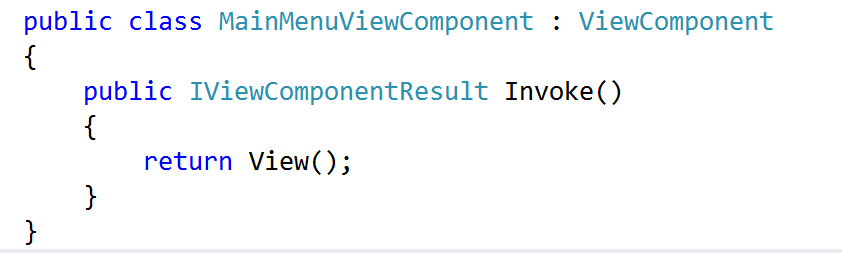 public class MainMenuViewComponent : ViewComponent
{
    public IViewComponentResult Invoke()
    {
        return View();
    }
}